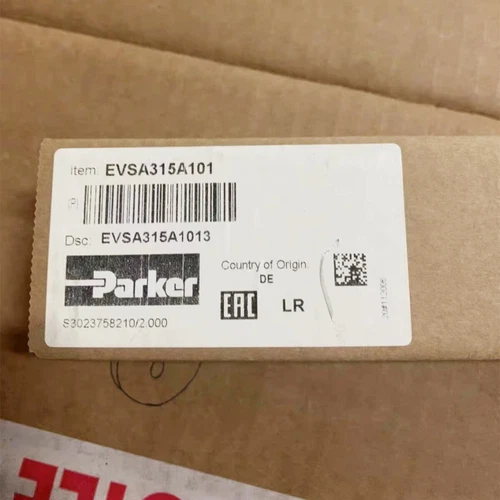 Item: EVSA315A101
(P)
Dsc: EVSA315A1013
Parker
Country of Origin
DE
EAC
LR
S3023758210/2.000